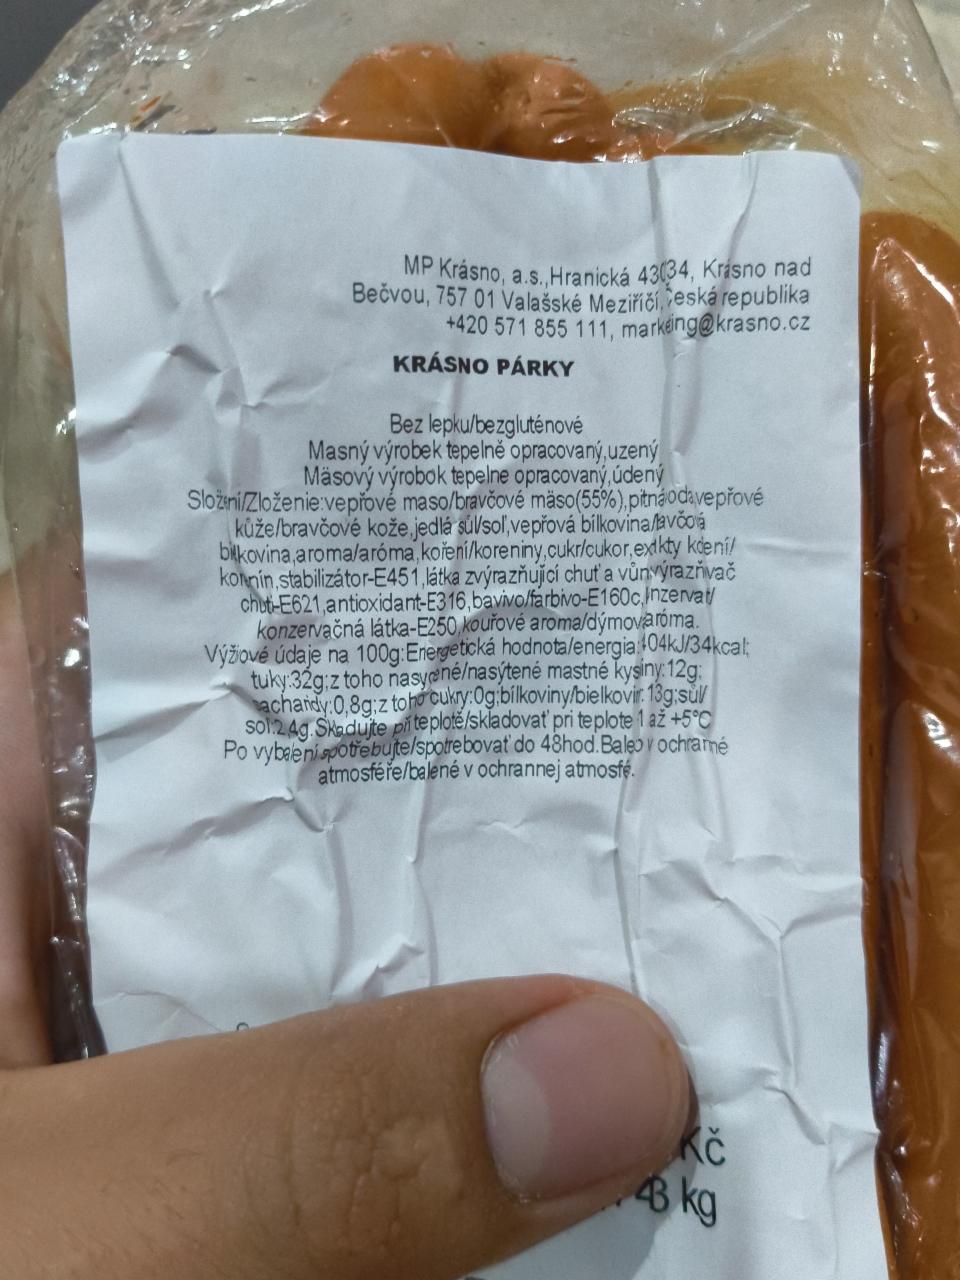 MP Krásno, a.s.,Hranická 430/34, Krásno nad
Bečvou, 757 01 Valašské Meziříčí, Česká republika
+420 571 855 111, marketing@krasno.cz
KRÁSNO PÁRKY
Bez lepku/bezgluténové
Masný výrobek tepelně opracovaný,uzený
Mäsový výrobok tepelne opracovaný,údený
Složení/Zloženie:vepřové maso/bravčové mäso(55%),pitná voda,vepřové
kůže/bravčové kože,jedlá sůl/soľ,vepřová bílkovina/bravčová
bílkovina,aroma/aróma,koření/koreniny,cukr/cukor,extrakty koření/
korenín,stabilizátor-E451,látka zvýrazňující chuť a vůni/zvýrazňovač
chuti-E621,antioxidant-E316,barvivo/farbivo-E160c,konzervant/
konzervačná látka-E250,kouřové aroma/dymová aróma.
Výživové údaje na 100g:Energetická hodnota/energia: kcal;
tuky:32g;z toho nasycené/nasýtené mastné kyseliny:12g;
sacharidy:0,8g;z toho cukry:0g;bílkoviny/bielkoviny:13g;sůl/
soľ:2,4g.Skladujte při teplotě/skladovať pri teplote 1 až +5°C
Po vybalení spotřebujte/spotrebovať do 48hod.Baleno v ochranné
atmosféře/balené v ochrannej atmosfé.
Kč
kg